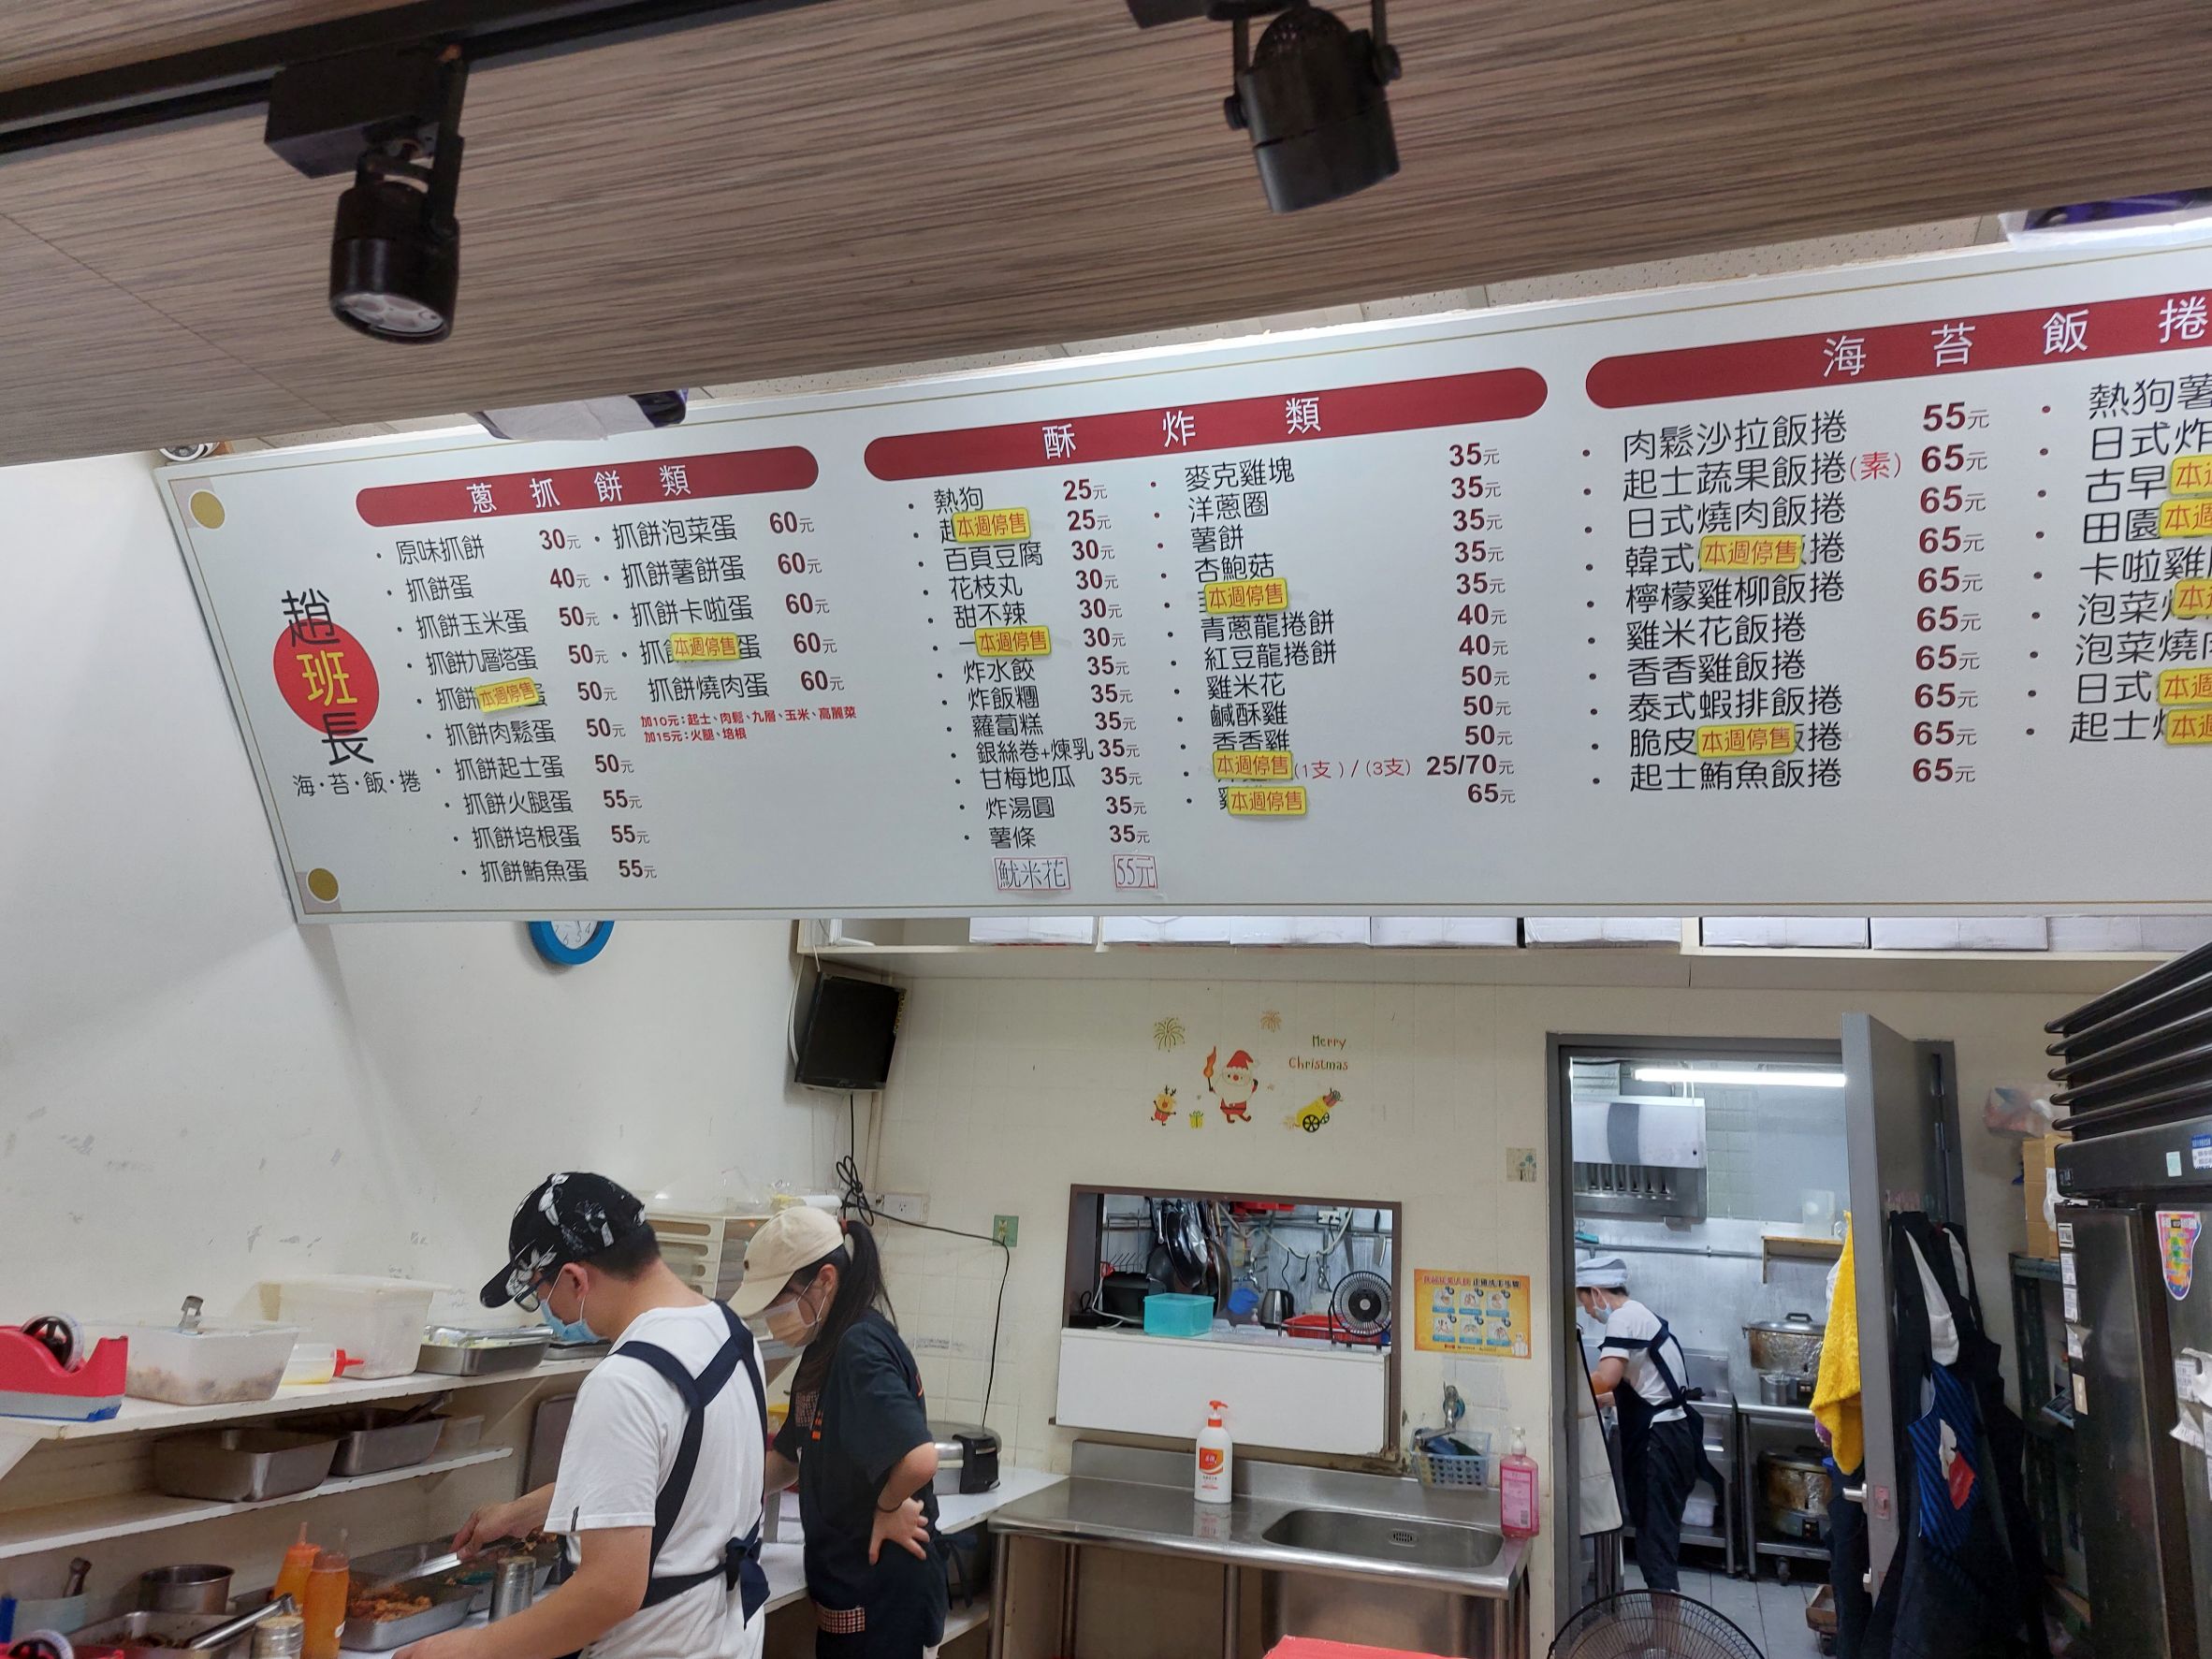 趙
班
長
海·苔·飯·捲
蔥抓餅類
· 原味抓餅 30元
· 抓餅蛋 40元
· 抓餅玉米蛋 50元
· 抓餅九層塔蛋 50元
· 抓餅 本週停售 50元
· 抓餅肉鬆蛋 50元
· 抓餅起士蛋 50元
· 抓餅火腿蛋 55元
· 抓餅培根蛋 55元
· 抓餅鮪魚蛋 55元
· 抓餅泡菜蛋 60元
· 抓餅薯餅蛋 60元
· 抓餅卡啦蛋 60元
· 抓餅 本週停售 蛋 60元
抓餅燒肉蛋 60元
加10元:起士、肉鬆、九層、玉米、高麗菜
加15元:火腿、培根
酥炸類
· 熱狗 25元
· 起 本週停售 25元
· 百頁豆腐 30元
· 花枝丸 30元
· 甜不辣 30元
· 一 本週停售 30元
· 炸水餃 35元
· 炸飯糰 35元
· 蘿蔔糕 35元
· 銀絲卷+煉乳 35元
· 甘梅地瓜 35元
· 炸湯圓 35元
· 薯條 35元
魷米花 55元
· 麥克雞塊 35元
· 洋蔥圈 35元
· 薯餅 35元
· 杏鮑菇 35元
· 本週停售 35元
· 青蔥龍捲餅 40元
· 紅豆龍捲餅 40元
· 雞米花 50元
· 鹹酥雞 50元
· 香香雞 50元
· 本週停售 (1支)/(3支) 25/70元
· 本週停售 65元
海苔飯捲
· 肉鬆沙拉飯捲 55元
· 起士蔬果飯捲(素) 65元
· 日式燒肉飯捲 65元
· 韓式 本週停售 捲 65元
· 檸檬雞柳飯捲 65元
· 雞米花飯捲 65元
· 香香雞飯捲 65元
· 泰式蝦排飯捲 65元
· 脆皮 本週停售 捲 65元
· 起士鮪魚飯捲 65元
· 熱狗薯
· 日式炸
· 古早 本週
· 田園 本週
· 卡啦雞
· 泡菜 本週
· 泡菜燒
· 日式 本週
· 起士 本週
Merry
Christmas